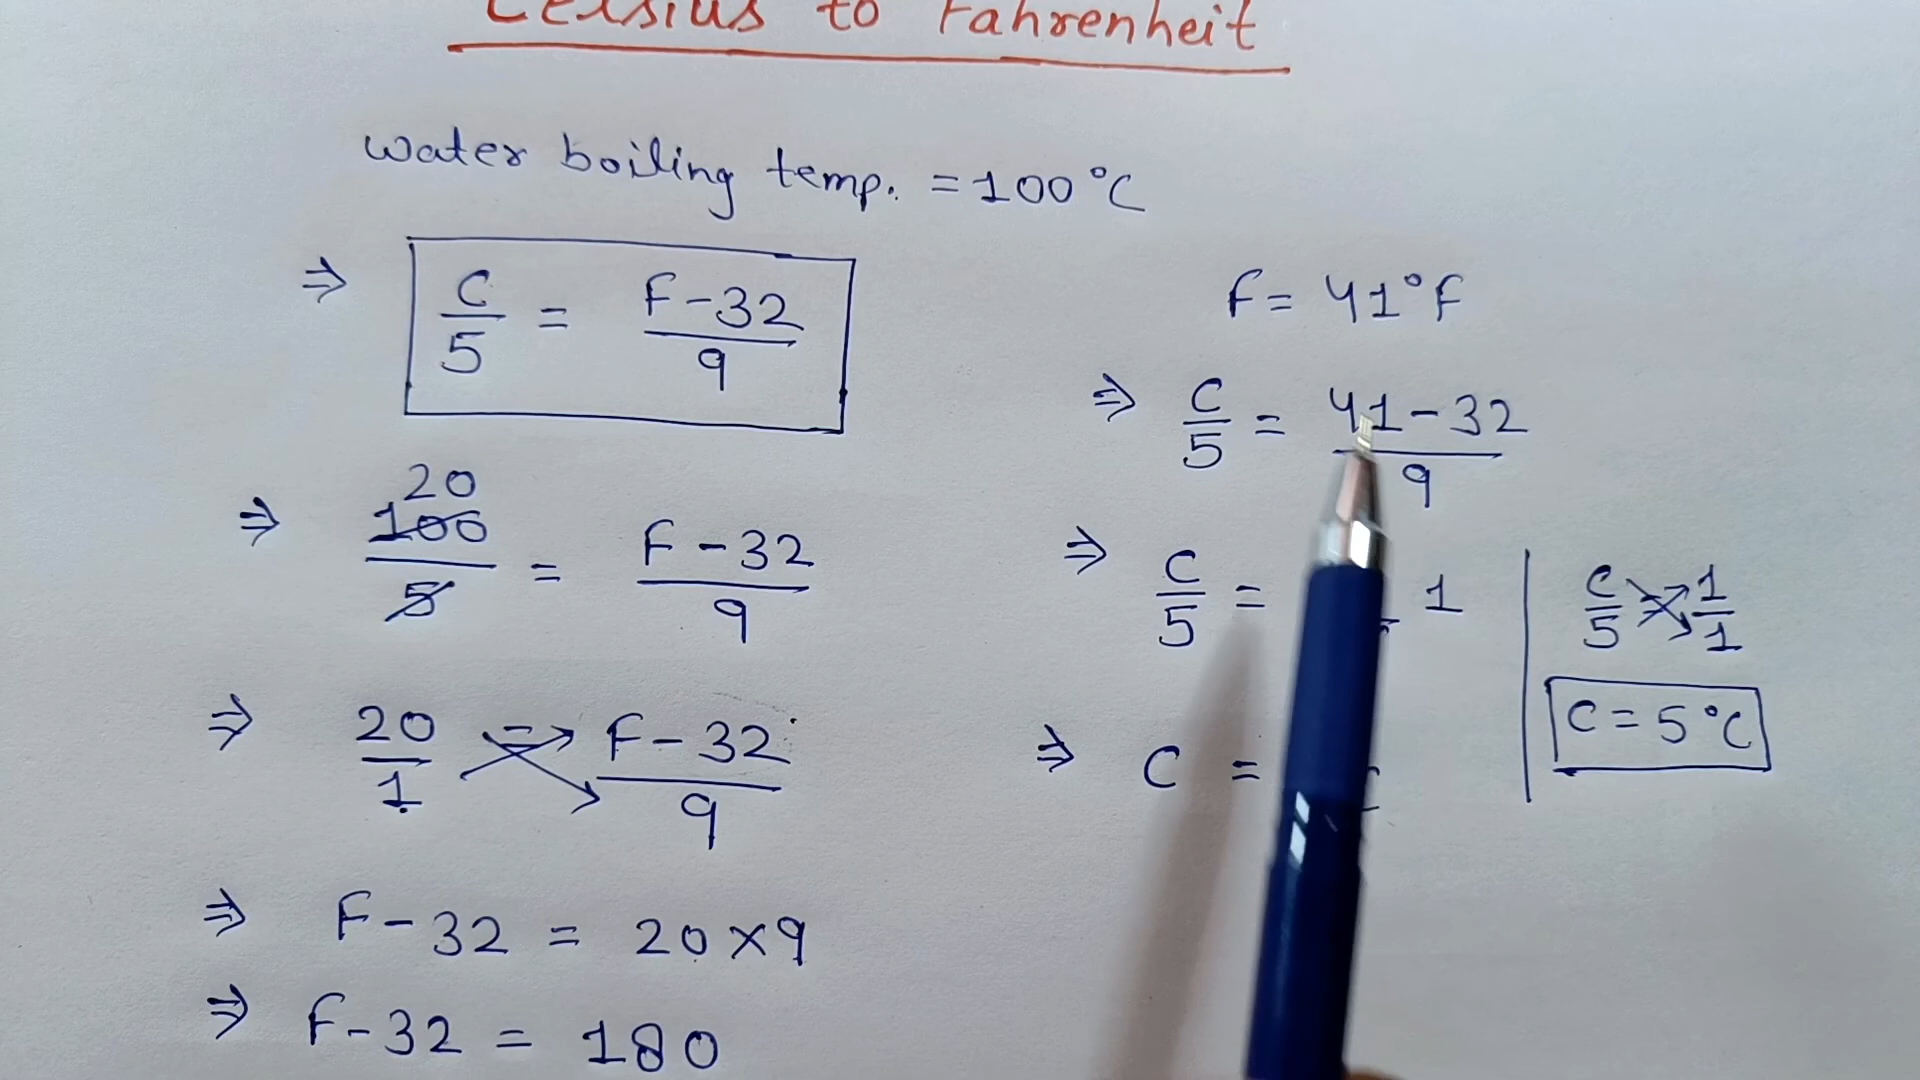 Celsius to Fahrenheit
water boiling temp. = 100°C
⇒ C/5 = F-32/9
⇒ 20
100/5 = F-32/9
⇒ 20/1 = F-32/9
⇒ F-32 = 20×9
⇒ F-32 = 180
F = 41°F
⇒ C/5 = 41-32/9
⇒ C/5 = 1
⇒ C =
C/5 1/1
C = 5°C